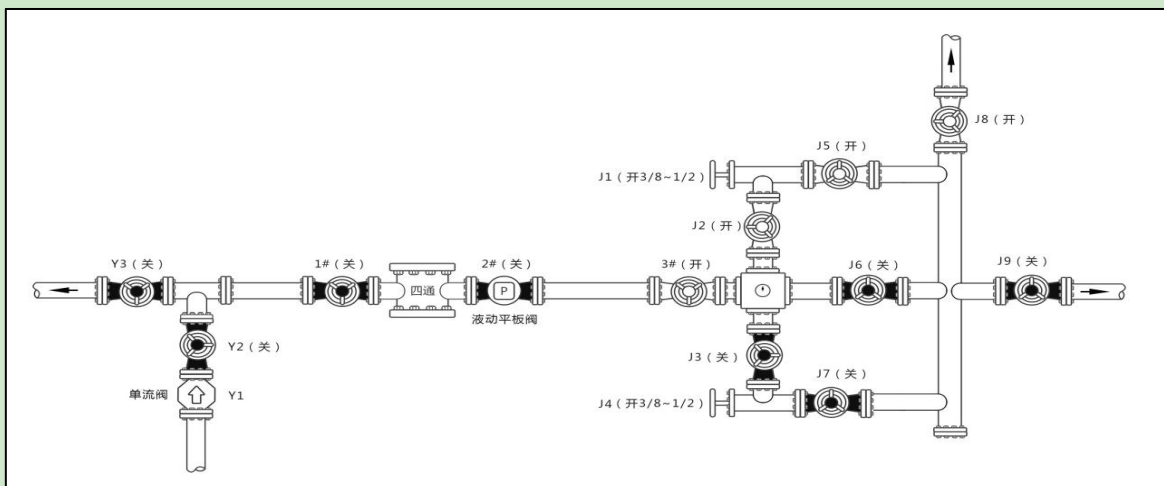 J8（开）
J5（开）
J1（开3/8~1/2）
J2（开）
Y3（关）
1#（关）
2#（关）
3#（开）
J6（关）
J9（关）
四通
P
液动平板阀
Y2（关）
J3（关）
J7（关）
单流阀
Y1
J4（开3/8~1/2）